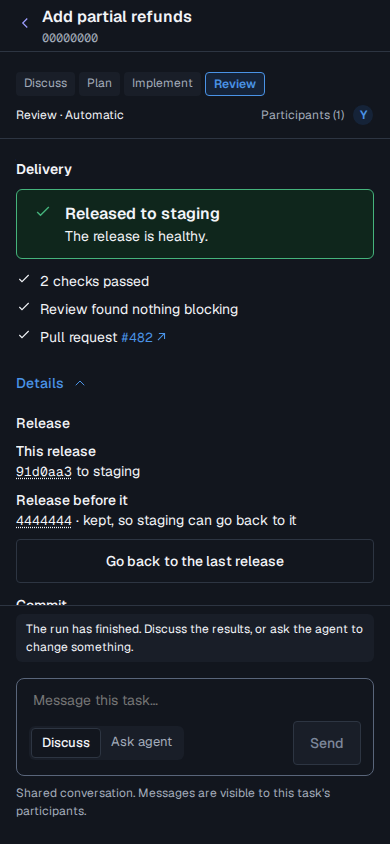 Add partial refunds
00000000
Discuss Plan Implement Review
Review · Automatic Participants (1) Y
Delivery
Released to staging
The release is healthy.
2 checks passed
Review found nothing blocking
Pull request #482 ↗
Details
Release
This release
91d0aa3 to staging
Release before it
4444444 · kept, so staging can go back to it
Go back to the last release
Commit
The run has finished. Discuss the results, or ask the agent to
change something.
Message this task…
Discuss Ask agent Send
Shared conversation. Messages are visible to this task's
participants.